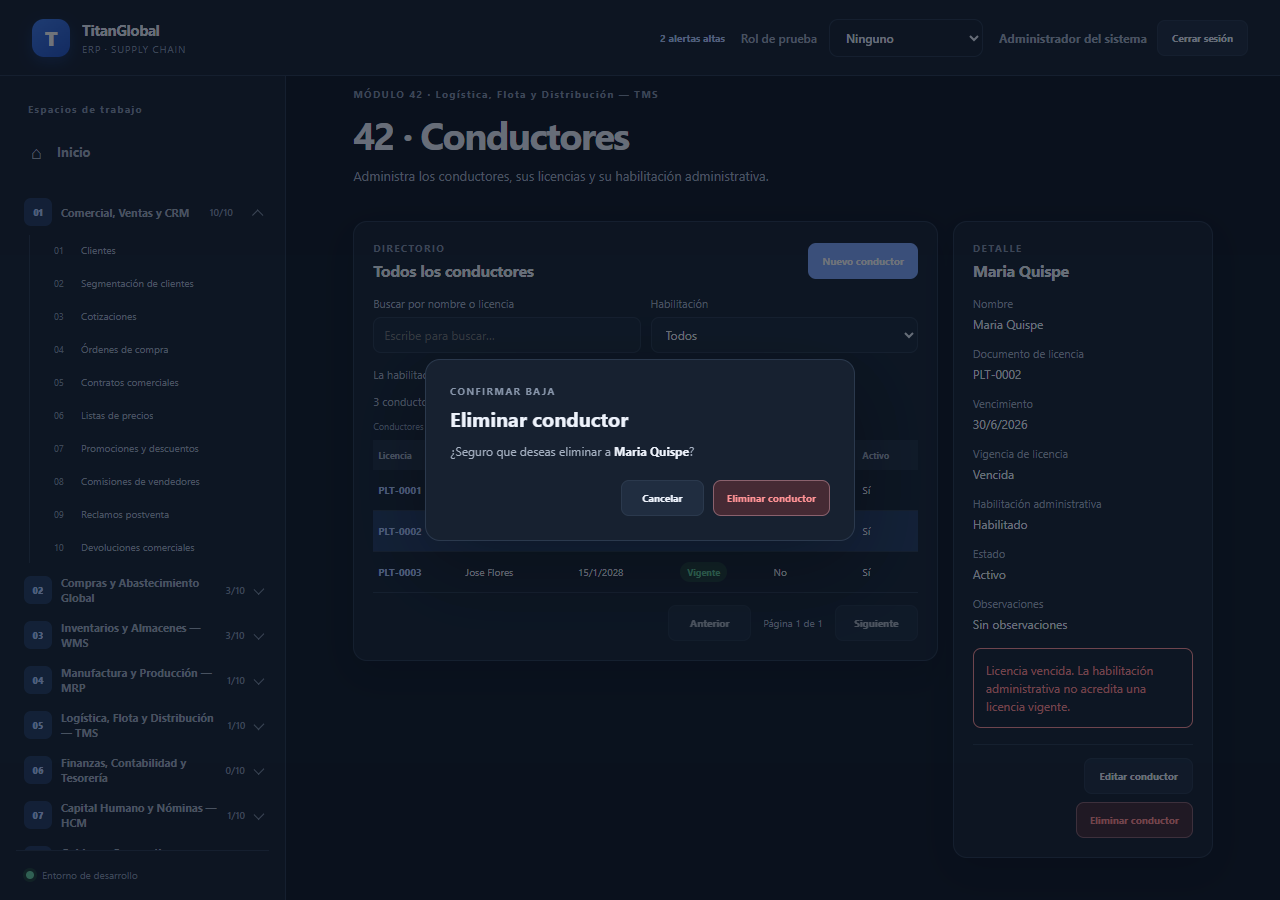 T
TitanGlobal
ERP · SUPPLY CHAIN
2 alertas altas
Rol de prueba
Ninguno
Administrador del sistema
Cerrar sesión
Espacios de trabajo
Inicio
01 Comercial, Ventas y CRM 10/10
01 Clientes
02 Segmentación de clientes
03 Cotizaciones
04 Órdenes de compra
05 Contratos comerciales
06 Listas de precios
07 Promociones y descuentos
08 Comisiones de vendedores
09 Reclamos postventa
10 Devoluciones comerciales
02 Compras y Abastecimiento Global 3/10
03 Inventarios y Almacenes — WMS 3/10
04 Manufactura y Producción — MRP 1/10
05 Logística, Flota y Distribución — TMS 1/10
06 Finanzas, Contabilidad y Tesorería 0/10
07 Capital Humano y Nóminas — HCM 1/10
Entorno de desarrollo
MÓDULO 42 · Logística, Flota y Distribución — TMS
42 · Conductores
Administra los conductores, sus licencias y su habilitación administrativa.
DIRECTORIO
Todos los conductores
Nuevo conductor
Buscar por nombre o licencia
Habilitación
Escribe para buscar...
Todos
La
3
Conductores
Licencia Activo
PLT-0001 Sí
PLT-0002 Sí
PLT-0003 Jose Flores 15/1/2028 Vigente No Sí
Anterior
Página 1 de 1
Siguiente
CONFIRMAR BAJA
Eliminar conductor
¿Seguro que deseas eliminar a Maria Quispe?
Cancelar
Eliminar conductor
DETALLE
Maria Quispe
Nombre
Maria Quispe
Documento de licencia
PLT-0002
Vencimiento
30/6/2026
Vigencia de licencia
Vencida
Habilitación administrativa
Habilitado
Estado
Activo
Observaciones
Sin observaciones
Licencia vencida. La habilitación
administrativa no acredita una
licencia vigente.
Editar conductor
Eliminar conductor